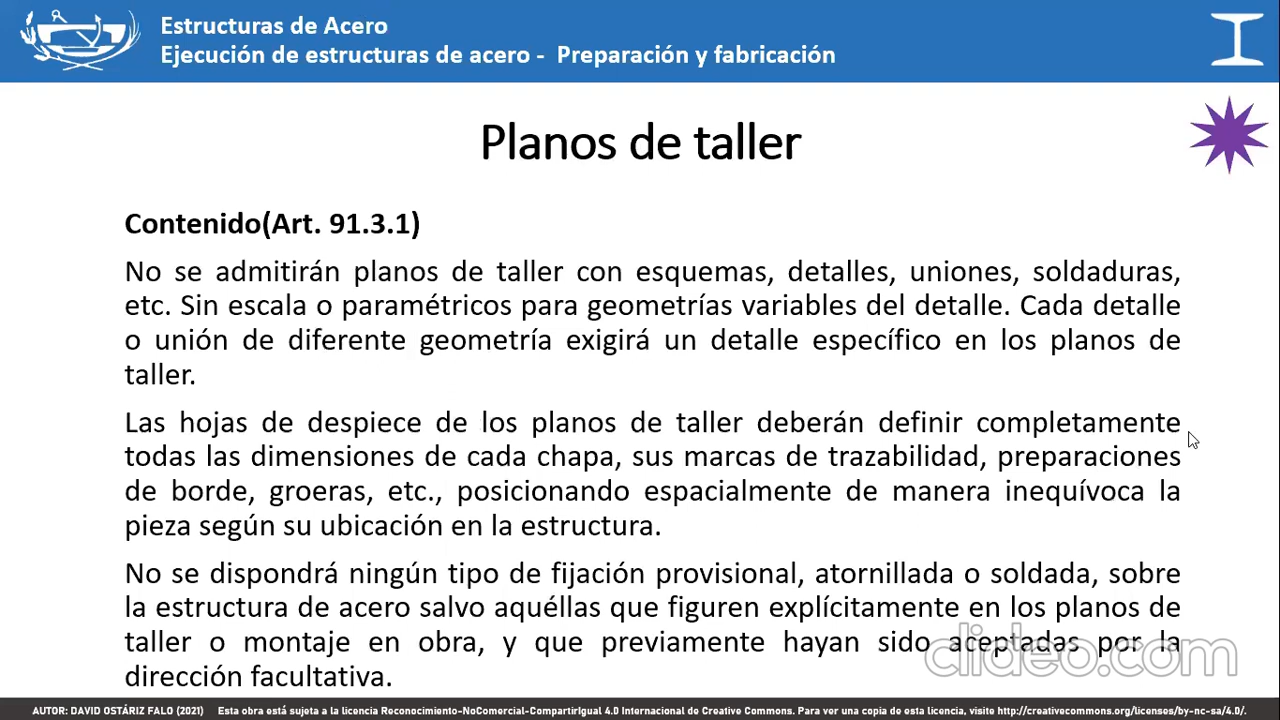 Estructuras de Acero
Ejecución de estructuras de acero - Preparación y fabricación
Planos de taller
Contenido(Art. 91.3.1)
No se admitirán planos de taller con esquemas, detalles, uniones, soldaduras,
etc. Sin escala o paramétricos para geometrías variables del detalle. Cada detalle
o unión de diferente geometría exigirá un detalle específico en los planos de
taller.
Las hojas de despiece de los planos de taller deberán definir completamente
todas las dimensiones de cada chapa, sus marcas de trazabilidad, preparaciones
de borde, groeras, etc., posicionando espacialmente de manera inequívoca la
pieza según su ubicación en la estructura.
No se dispondrá ningún tipo de fijación provisional, atornillada o soldada, sobre
la estructura de acero salvo aquéllas que figuren explícitamente en los planos de
taller o montaje en obra, y que previamente hayan sido aceptadas por la
dirección facultativa.
clideo.com
AUTOR: DAVID OSTÁRIZ FALO (2021) Esta obra está sujeta a la licencia Reconocimiento-NoComercial-CompartirIgual 4.0 Internacional de Creative Commons. Para ver una copia de esta licencia, visite http://creativecommons.org/licenses/by-nc-sa/4.0/.